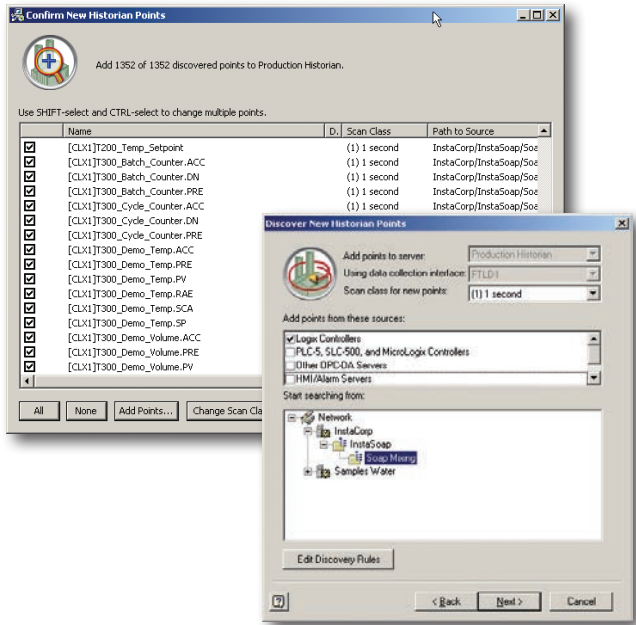 Confirm New Historian Points
Add 1352 of 1352 discovered points to Production Historian.
Use SHIFT-select and CTRL-select to change multiple points.
Name D. Scan Class Path to Source
[CLX1]T200_Temp_Setpoint (1) 1 second InstaCorp/InstaSoap/Soa
[CLX1]T300_Batch_Counter.ACC (1) 1 second InstaCorp/InstaSoap/Soa
[CLX1]T300_Batch_Counter.DN (1) 1 second InstaCorp/InstaSoap/Soa
[CLX1]T300_Batch_Counter.PRE (1) 1 second InstaCorp/InstaSoap/Soa
[CLX1]T300_Cycle_Counter.ACC (1) 1 second InstaCorp/InstaSoap/Soa
[CLX1]T300_Cycle_Counter.DN
[CLX1]T300_Cycle_Counter.PRE
[CLX1]T300_Demo_Temp.ACC
[CLX1]T300_Demo_Temp.PRE
[CLX1]T300_Demo_Temp.PV
[CLX1]T300_Demo_Temp.RAE
[CLX1]T300_Demo_Temp.SCA
[CLX1]T300_Demo_Temp.SP
[CLX1]T300_Demo_Volume.ACC
[CLX1]T300_Demo_Volume.PRE
[CLX1]T300_Demo_Volume.PV
All None Add Points... Change Scan Cla
Discover New Historian Points
Add points to server: Production Historian
Using data collection interface: FTLD1
Scan class for new points: (1) 1 second
Add points from these sources:
Logix Controllers
PLC-5, SLC-500, and MicroLogix Controllers
Other OPC-DA Servers
HMI/Alarm Servers
Start searching from:
Network
InstaCorp
InstaSoap
Soap Mixing
Samples Water
Edit Discovery Rules
? < Back Next > Cancel